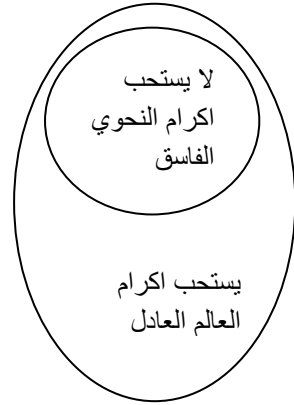 لا يستحب
اكرام النحوي
الفاسق
يستحب اكرام
العالم العادل